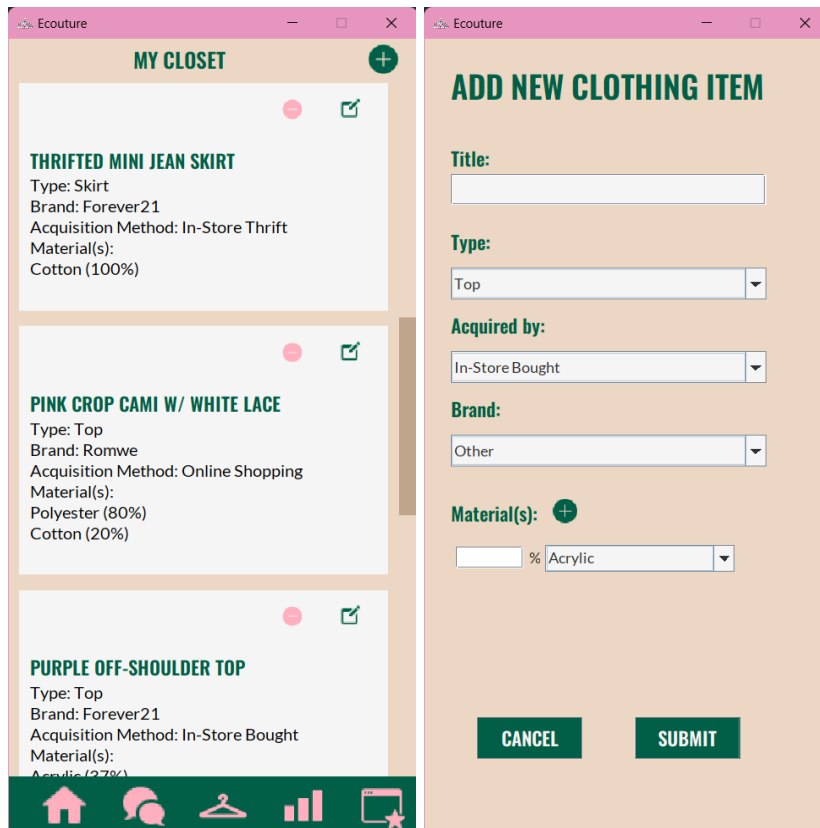 Ecouture
MY CLOSET
THRIFTED MINI JEAN SKIRT
Type: Skirt
Brand: Forever21
Acquisition Method: In-Store Thrift
Material(s):
Cotton (100%)
PINK CROP CAMI W/ WHITE LACE
Type: Top
Brand: Romwe
Acquisition Method: Online Shopping
Material(s):
Polyester (80%)
Cotton (20%)
PURPLE OFF-SHOULDER TOP
Type: Top
Brand: Forever21
Acquisition Method: In-Store Bought
Material(s):
Acrylic (37%)
Ecouture
ADD NEW CLOTHING ITEM
Title:
Type:
Top
Acquired by:
In-Store Bought
Brand:
Other
Material(s):
% Acrylic
CANCEL SUBMIT